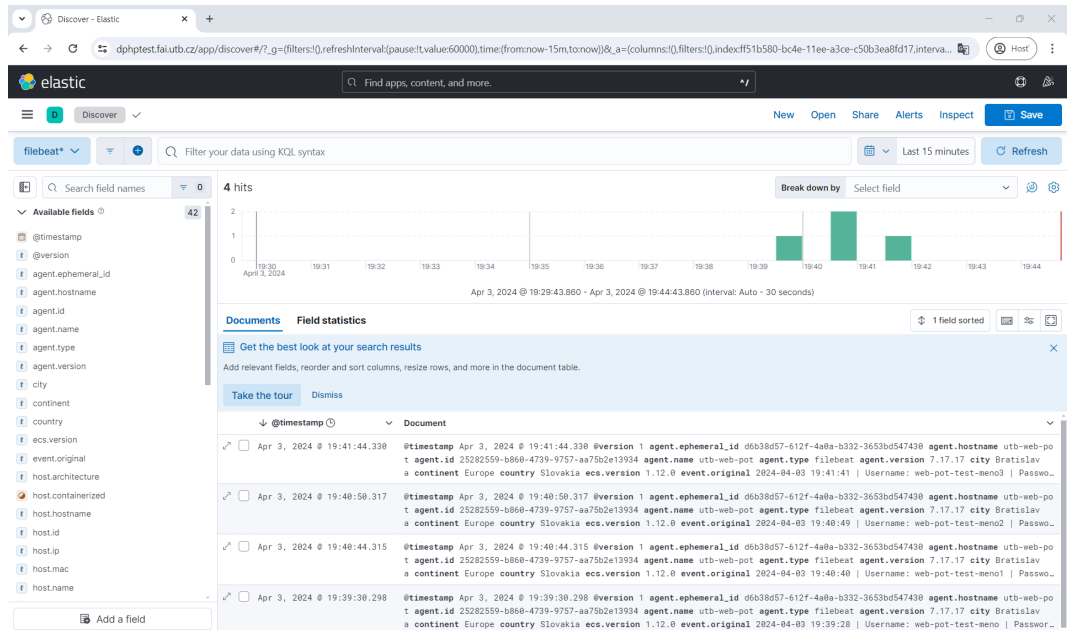 Discover - Elastic
dphptest.fai.utb.cz/app/discover#/?_g=(filters:!(),refreshInterval:(pause:!t,value:60000),time:(from:now-15m,to:now))&_a=(columns:!(),filters:!(),index:ff51b580-bc4e-11ee-a3ce-c50b3ea8fd17,interva...
Host
elastic
Find apps, content, and more.
^/
D
Discover
New Open Share Alerts Inspect Save
filebeat*
Filter your data using KQL syntax
Last 15 minutes
Refresh
Search field names
0
4 hits
Break down by
Select field
Available fields
42
@timestamp
@version
agent.ephemeral_id
agent.hostname
agent.id
agent.name
agent.type
agent.version
city
continent
country
ecs.version
event.original
host.architecture
host.containerized
host.hostname
host.id
host.ip
host.mac
host.name
Add a field
2
1
0
19:30 19:31 19:32 19:33 19:34 19:35 19:36 19:37 19:38 19:39 19:40 19:41 19:42 19:43 19:44
April 3, 2024
Apr 3, 2024 @ 19:29:43.860 - Apr 3, 2024 @ 19:44:43.860 (interval: Auto - 30 seconds)
Documents Field statistics
1 field sorted
Get the best look at your search results
Add relevant fields, reorder and sort columns, resize rows, and more in the document table.
Take the tour Dismiss
@timestamp Document
Apr 3, 2024 @ 19:41:44.330 @timestamp Apr 3, 2024 @ 19:41:44.330 @version 1 agent.ephemeral_id d6b38d57-612f-4a0a-b332-3653bd547430 agent.hostname utb-web-po
t agent.id 25282559-b860-4739-9757-aa75b2e13934 agent.name utb-web-pot agent.type filebeat agent.version 7.17.17 city Bratislav
a continent Europe country Slovakia ecs.version 1.12.0 event.original 2024-04-03 19:41:41 | Username: web-pot-test-meno3 | Passwo…
Apr 3, 2024 @ 19:40:50.317 @timestamp Apr 3, 2024 @ 19:40:50.317 @version 1 agent.ephemeral_id d6b38d57-612f-4a0a-b332-3653bd547430 agent.hostname utb-web-po
t agent.id 25282559-b860-4739-9757-aa75b2e13934 agent.name utb-web-pot agent.type filebeat agent.version 7.17.17 city Bratislav
a continent Europe country Slovakia ecs.version 1.12.0 event.original 2024-04-03 19:40:49 | Username: web-pot-test-meno2 | Passwo…
Apr 3, 2024 @ 19:40:44.315 @timestamp Apr 3, 2024 @ 19:40:44.315 @version 1 agent.ephemeral_id d6b38d57-612f-4a0a-b332-3653bd547430 agent.hostname utb-web-po
t agent.id 25282559-b860-4739-9757-aa75b2e13934 agent.name utb-web-pot agent.type filebeat agent.version 7.17.17 city Bratislav
a continent Europe country Slovakia ecs.version 1.12.0 event.original 2024-04-03 19:40:40 | Username: web-pot-test-meno1 | Passwo…
Apr 3, 2024 @ 19:39:30.298 @timestamp Apr 3, 2024 @ 19:39:30.298 @version 1 agent.ephemeral_id d6b38d57-612f-4a0a-b332-3653bd547430 agent.hostname utb-web-po
t agent.id 25282559-b860-4739-9757-aa75b2e13934 agent.name utb-web-pot agent.type filebeat agent.version 7.17.17 city Bratislav
a continent Europe country Slovakia ecs.version 1.12.0 event.original 2024-04-03 19:39:28 | Username: web-pot-test-meno | Passwor…